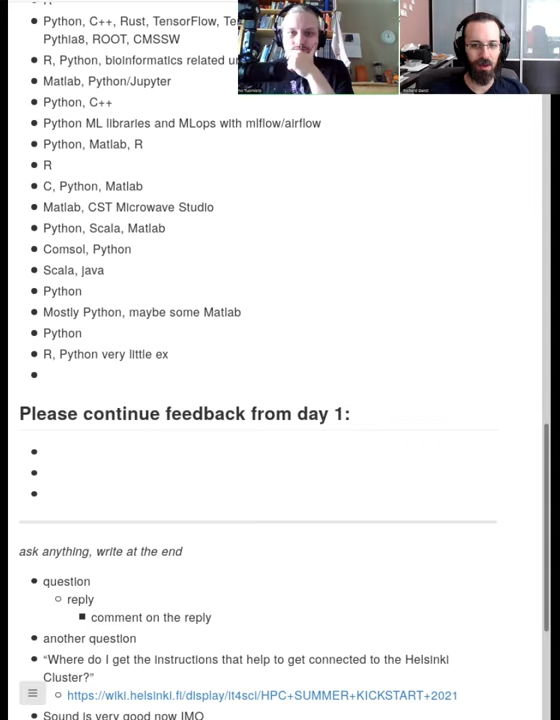 Python, C++, Rust, TensorFlow,
Pythia8, ROOT, CMSSW
R, Python, bioinformatics related
Matlab, Python/Jupyter
Python, C++
Python ML libraries and MLops with mlflow/airflow
Python, Matlab, R
R
C, Python, Matlab
Matlab, CST Microwave Studio
Python, Scala, Matlab
Comsol, Python
Scala, java
Python
Mostly Python, maybe some Matlab
Python
R, Python very little ex
Please continue feedback from day 1:
ask anything, write at the end
question
reply
comment on the reply
another question
“Where do I get the instructions that help to get connected to the Helsinki
Cluster?”
https://wiki.helsinki.fi/display/it4sci/HPC+SUMMER+KICKSTART+2021
Sound is very good now IMO